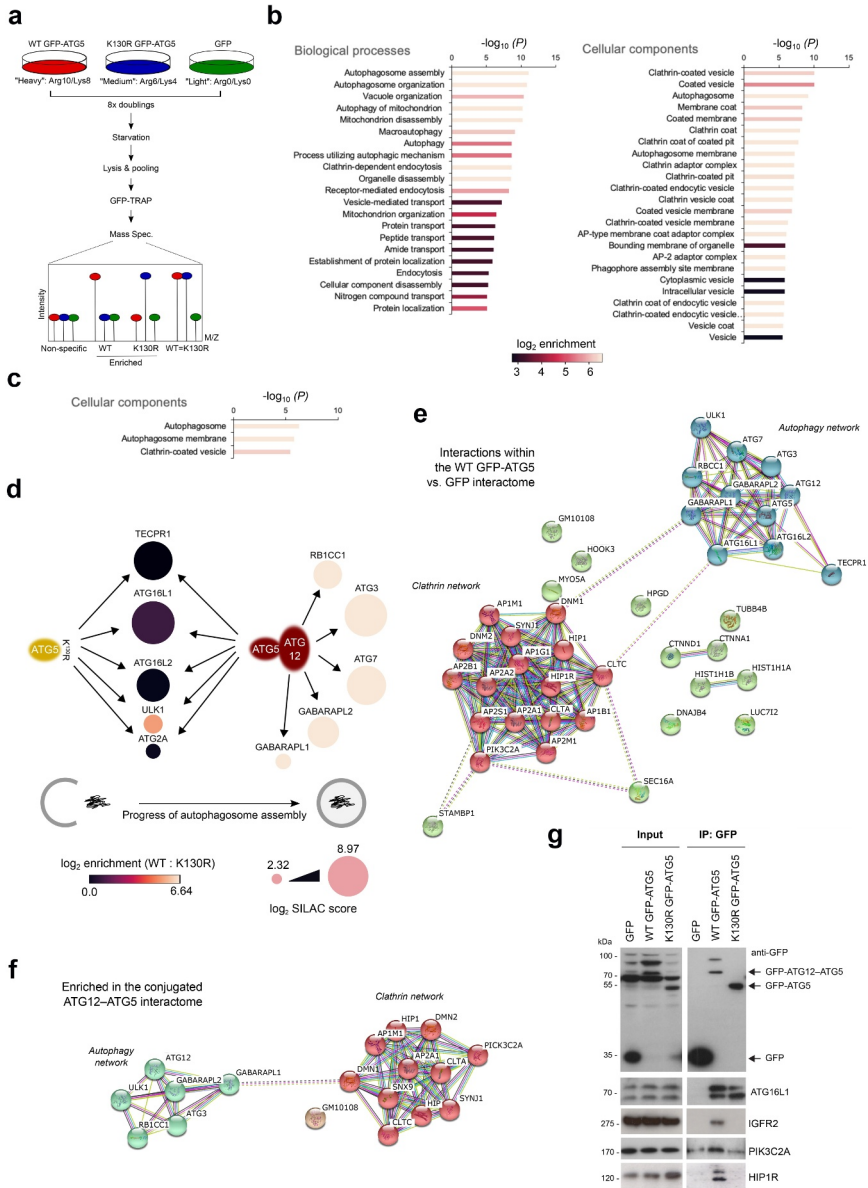 a
WT GFP-ATG5
K130R GFP-ATG5
GFP
"Heavy": Arg10/Lys8
"Medium": Arg6/Lys4
"Light": Arg0/Lys0
8x doublings
Starvation
Lysis & pooling
GFP-TRAP
Mass Spec.
Intensity
M/Z
Non-specific
WT
K130R
WT=K130R
Enriched
b
Biological processes
-log10 (P)
0 5 10 15
Autophagosome assembly
Autophagosome organization
Vacuole organization
Autophagy of mitochondrion
Mitochondrion disassembly
Macroautophagy
Autophagy
Process utilizing autophagic mechanism
Clathrin-dependent endocytosis
Organelle disassembly
Receptor-mediated endocytosis
Vesicle-mediated transport
Mitochondrion organization
Protein transport
Peptide transport
Amide transport
Establishment of protein localization
Endocytosis
Cellular component disassembly
Nitrogen compound transport
Protein localization
Cellular components
-log10 (P)
0 5 10 15
Clathrin-coated vesicle
Coated vesicle
Autophagosome
Membrane coat
Coated membrane
Clathrin coat
Clathrin coat of coated pit
Autophagosome membrane
Clathrin adaptor complex
Clathrin-coated pit
Clathrin-coated endocytic vesicle
Clathrin vesicle coat
Coated vesicle membrane
Clathrin-coated vesicle membrane
AP-type membrane coat adaptor complex
Bounding membrane of organelle
AP-2 adaptor complex
Phagophore assembly site membrane
Cytoplasmic vesicle
Intracellular vesicle
Clathrin coat of endocytic vesicle
Clathrin-coated endocytic vesicle..
Vesicle coat
Vesicle
log2 enrichment
3 4 5 6
c
Cellular components
-log10 (P)
0 5 10
Autophagosome
Autophagosome membrane
Clathrin-coated vesicle
d
TECPR1
ATG16L1
ATG16L2
ULK1
ATG2A
ATG5
K130R
ATG5
ATG
12
RB1CC1
ATG3
ATG7
GABARAPL2
GABARAPL1
Progress of autophagosome assembly
log2 enrichment (WT : K130R)
0.0
6.64
2.32
8.97
log2 SILAC score
e
Interactions within
the WT GFP-ATG5
vs. GFP interactome
Autophagy network
ULK1
ATG7
ATG3
RBCC1
GABARAPL2
ATG12
GABARAPL1
ATG5
ATG16L1
ATG16L2
TECPR1
GM10108
HOOK3
MYO5A
HPGD
TUBB4B
CTNND1
CTNNA1
HIST1H1B
HIST1H1A
DNAJB4
LUC7I2
SEC16A
STAMBP1
Clathrin network
AP1M1
DNM1
SYNJ1
DNM2
HIP1
AP1G1
CLTC
AP2B1
AP2A2
HIP1R
AP2S1
AP2A1
CLTA
AP1B1
AP2M1
PIK3C2A
f
Enriched in the conjugated
ATG12–ATG5 interactome
Autophagy
network
ATG12
ULK1
GABARAPL2
GABARAPL1
ATG3
RB1CC1
GM10108
Clathrin network
HIP1
DMN2
AP1M1
PICK3C2A
AP2A1
DMN1
CLTA
SNX9
HIP
SYNJ1
CLTC
g
Input
IP: GFP
GFP
WT GFP-ATG5
K130R GFP-ATG5
GFP
WT GFP-ATG5
K130R GFP-ATG5
kDa
anti-GFP
100
70
55
35
GFP-ATG12–ATG5
GFP-ATG5
GFP
70
ATG16L1
275
IGFR2
170
PIK3C2A
120
HIP1R